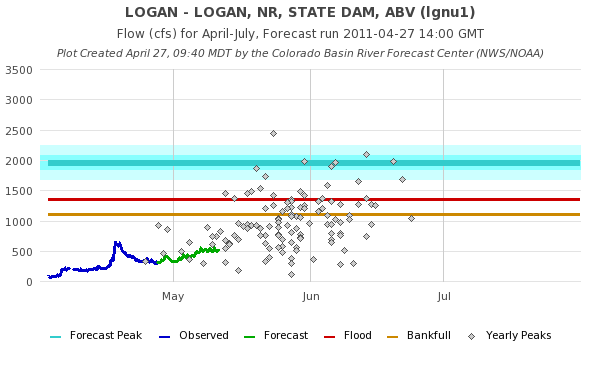 LOGAN - LOGAN, NR, STATE DAM, ABV (lgnu1)
Flow (cfs) for April-July, Forecast run 2011-04-27 14:00 GMT
Plot Created April 27, 09:40 MDT by the Colorado Basin River Forecast Center (NWS/NOAA)
3500
3000
2500
2000
1500
1000
500
0
May Jun Jul
Forecast Peak Observed Forecast Flood Bankfull Yearly Peaks